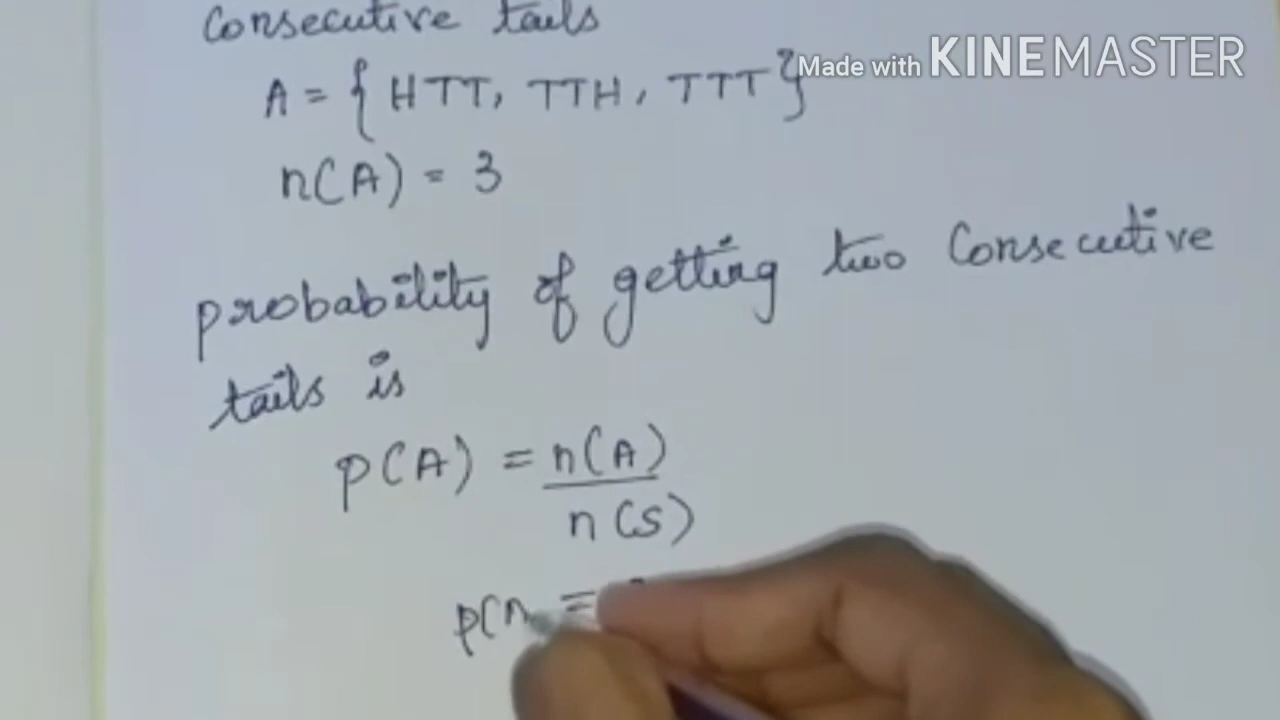 Consecutive tails
Made with KINEMASTER
A = { HTT, TTH, TTT }
n(A) = 3
probability of getting two Consecutive
tails is
P(A) = n(A)
n(S)
P(A =